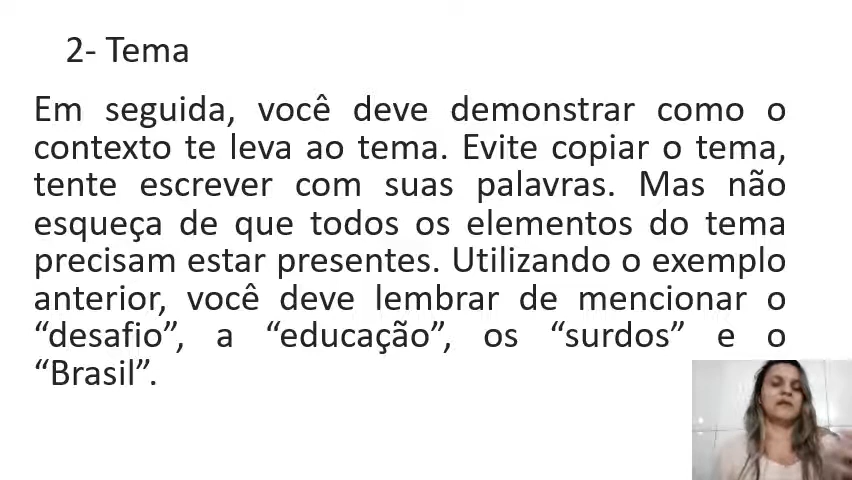 2- Tema
Em seguida, você deve demonstrar como o
contexto te leva ao tema. Evite copiar o tema,
tente escrever com suas palavras. Mas não
esqueça de que todos os elementos do tema
precisam estar presentes. Utilizando o exemplo
anterior, você deve lembrar de mencionar o
“desafio”, a “educação”, os “surdos” e o
“Brasil”.